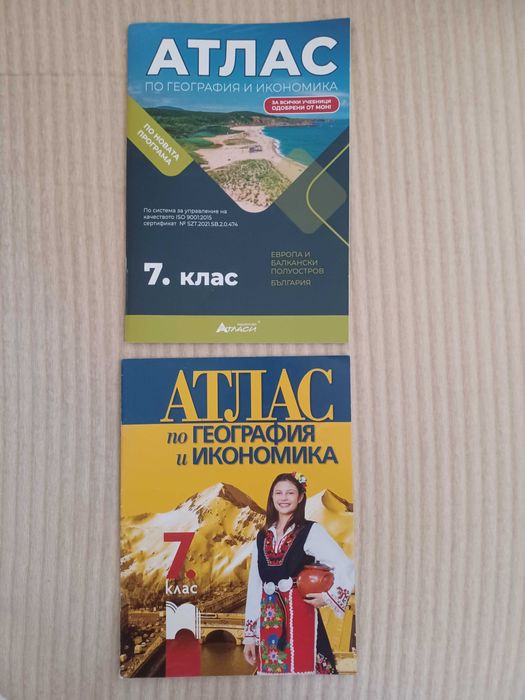 АТЛАС
ПО ГЕОГРАФИЯ И ИКОНОМИКА
ЗА ВСИЧКИ УЧЕБНИЦИ
ОДОБРЕНИ ОТ МОН!
ПО НОВАТА
ПРОГРАМА
По система за управление на
качеството ISO 9001:2015
сертификат № SZT.2021.SB.2.0.474
7. клас
ЕВРОПА И
БАЛКАНСКИ
ПОЛУОСТРОВ
БЪЛГАРИЯ
АТЛАСИ
АТЛАС
по ГЕОГРАФИЯ
и ИКОНОМИКА
7.
клас